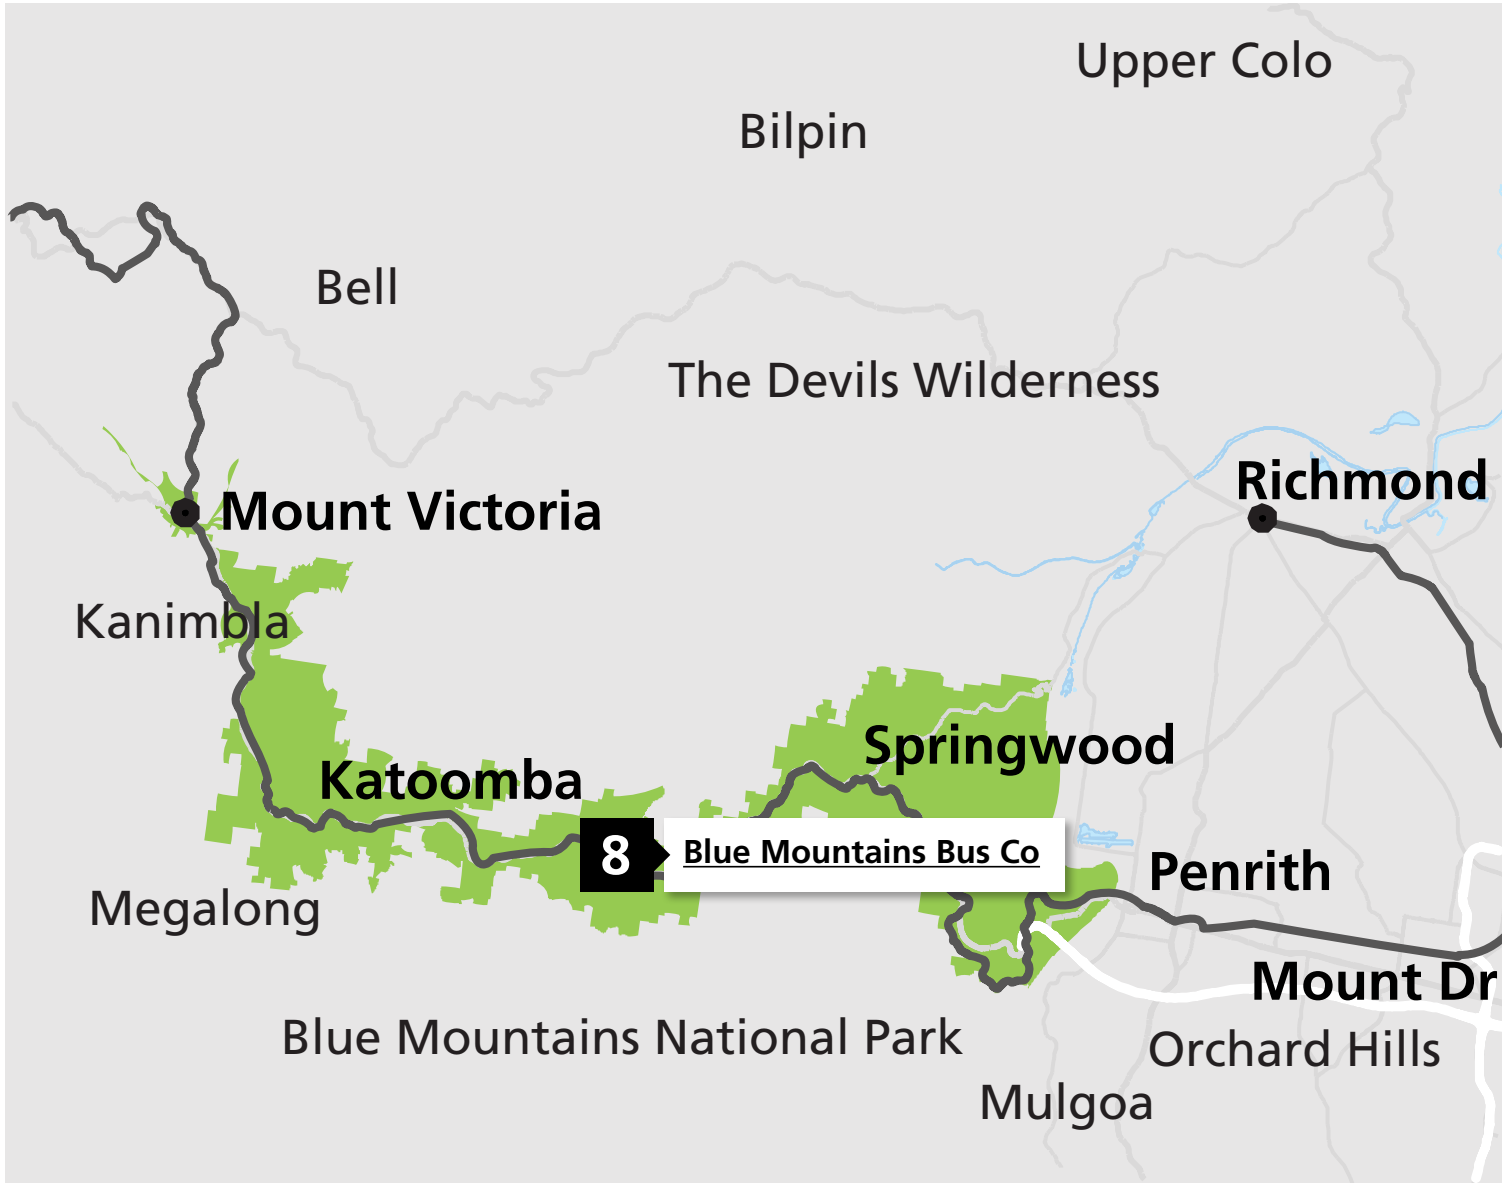 Upper Colo
Bilpin
Bell
The Devils Wilderness
Richmond
Mount Victoria
Kanimbla
Springwood
Katoomba
8 Blue Mountains Bus Co
Penrith
Megalong
Mount Dr
Blue Mountains National Park
Orchard Hills
Mulgoa